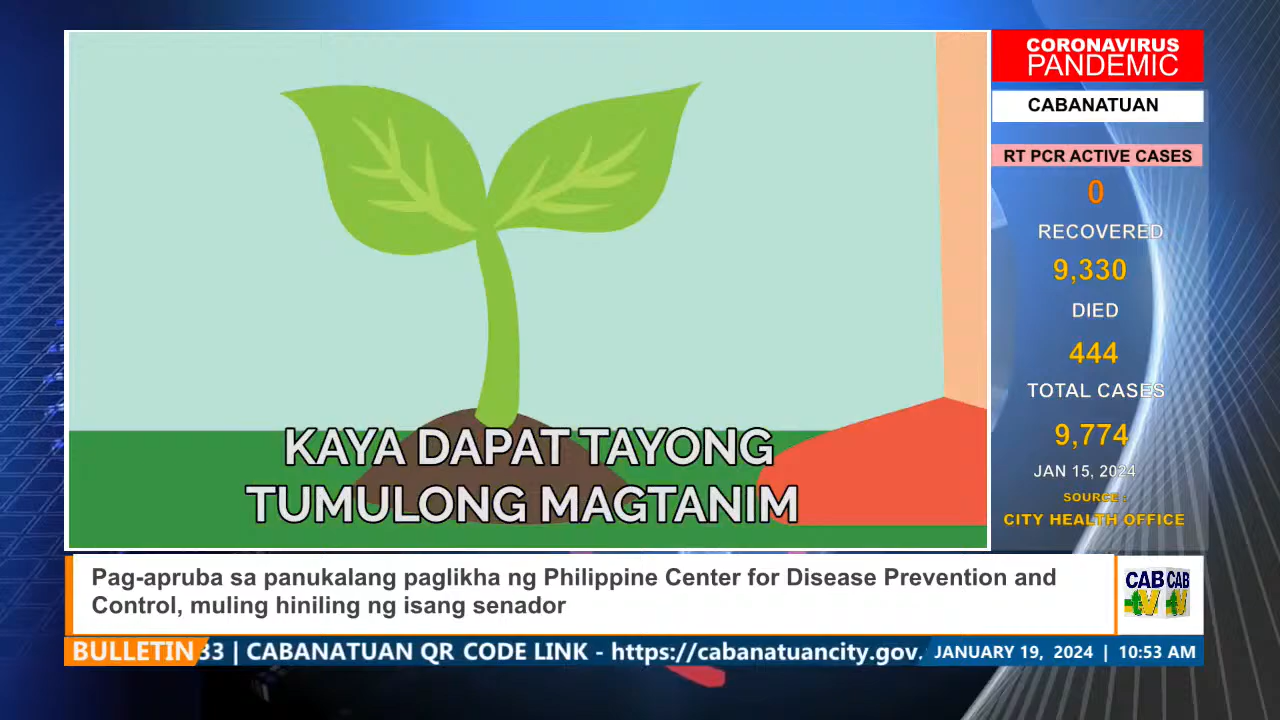 KAYA DAPAT TAYONG
TUMULONG MAGTANIM
CORONAVIRUS
PANDEMIC
CABANATUAN
RT PCR ACTIVE CASES
0
RECOVERED
9,330
DIED
444
TOTAL CASES
9,774
JAN 15, 2024
SOURCE :
CITY HEALTH OFFICE
Pag-apruba sa panukalang paglikha ng Philippine Center for Disease Prevention and
Control, muling hiniling ng isang senador
CAB CAB
tV tV
BULLETIN 33 | CABANATUAN QR CODE LINK - https://cabanatuancity.gov. JANUARY 19, 2024 | 10:53 AM